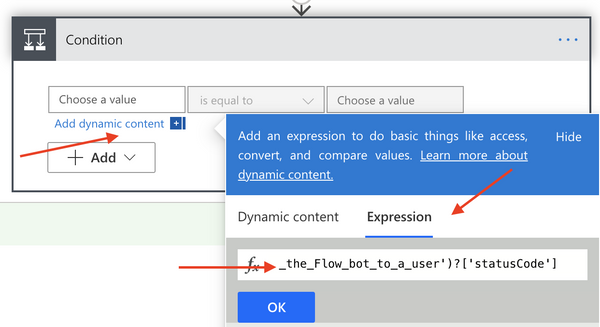 Condition
Choose a value
is equal to
Choose a value
Add dynamic content
Add
Add an expression to do basic things like access,
Hide
convert, and compare values. Learn more about
dynamic content.
Dynamic content
Expression
fx
_the_Flow_bot_to_a_user')?['statusCode']
OK